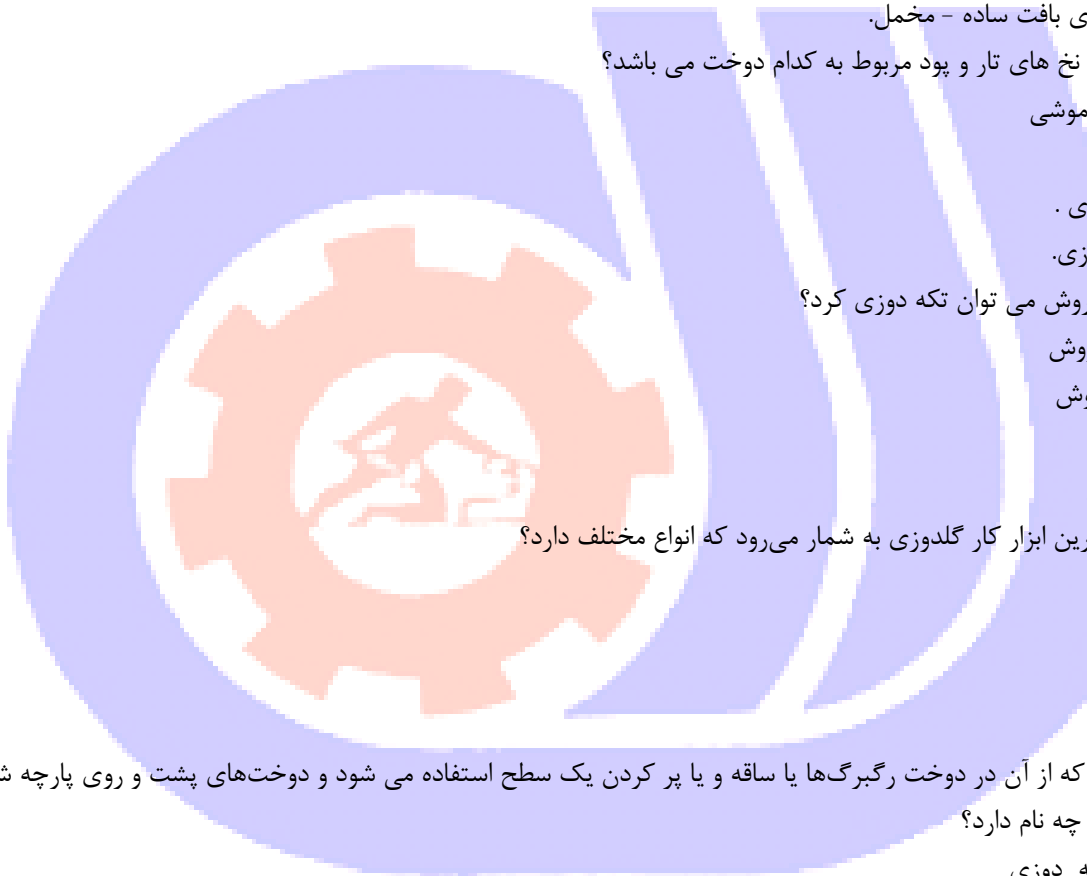 ی بافت ساده - مخمل.
نخ های تار و پود مربوط به کدام دوخت می باشد؟
موشی
ی .
زی.
روش می توان تکه دوزی کرد؟
وش
وش
رین ابزار کار گلدوزی به شمار می‌رود که انواع مختلف دارد؟
که از آن در دوخت رگبرگ‌ها یا ساقه و یا پر کردن یک سطح استفاده می شود و دوخت‌های پشت و روی پارچه ش
چه نام دارد؟
ه دوزی